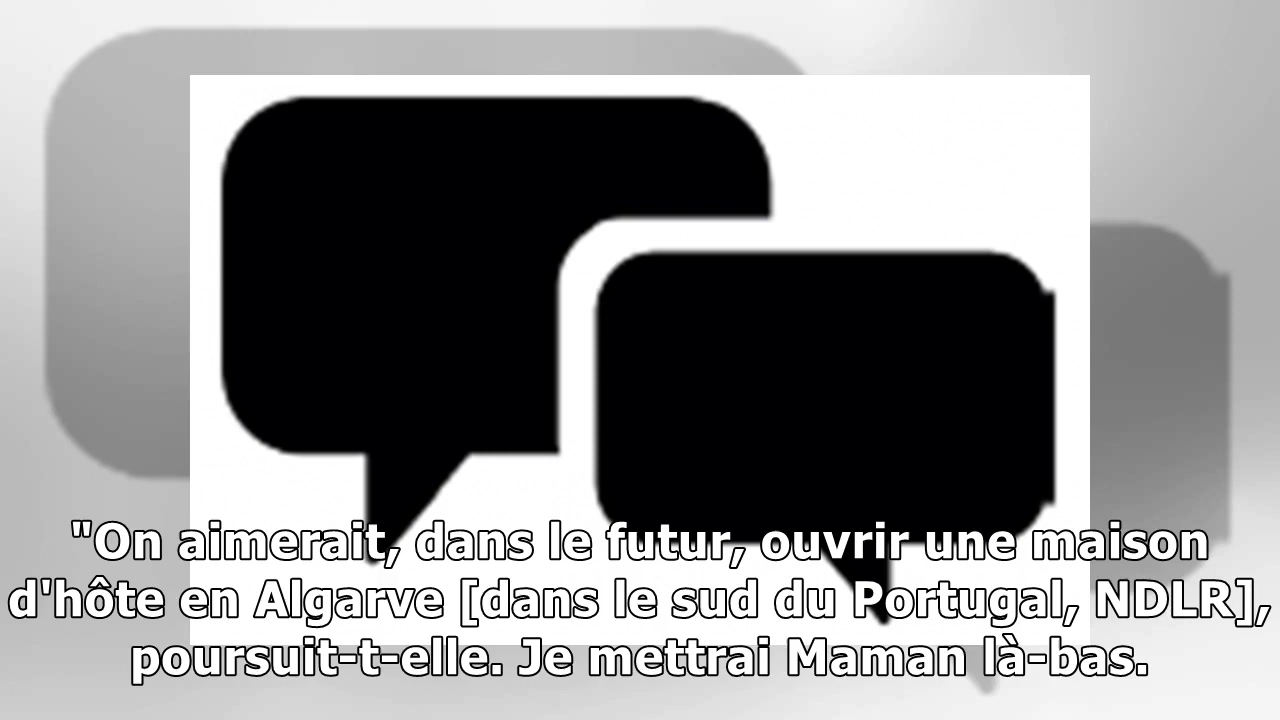 "On aimerait, dans le futur, ouvrir une maison
d'hôte en Algarve [dans le sud du Portugal, NDLR],
poursuit-t-elle. Je mettrai Maman là-bas.